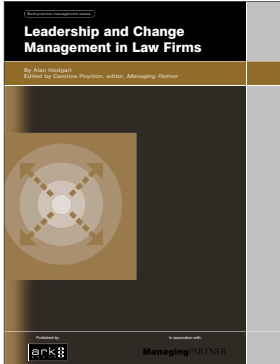 Best-practice management series
Leadership and Change
Management in Law Firms
By Alan Hodgart
Edited by Caroline Poynton, editor, Managing Partner
Published by
In association with
ark
ManagingPARTNER